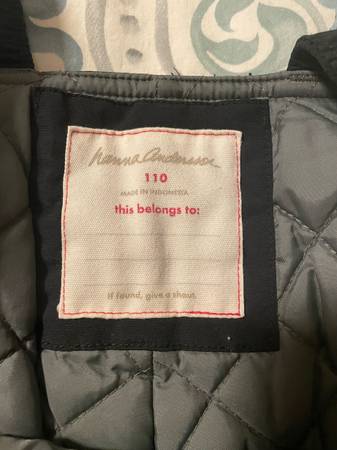 hanna andersson
110
MADE IN INDONESIA
this belongs to:
If found, give a shout.